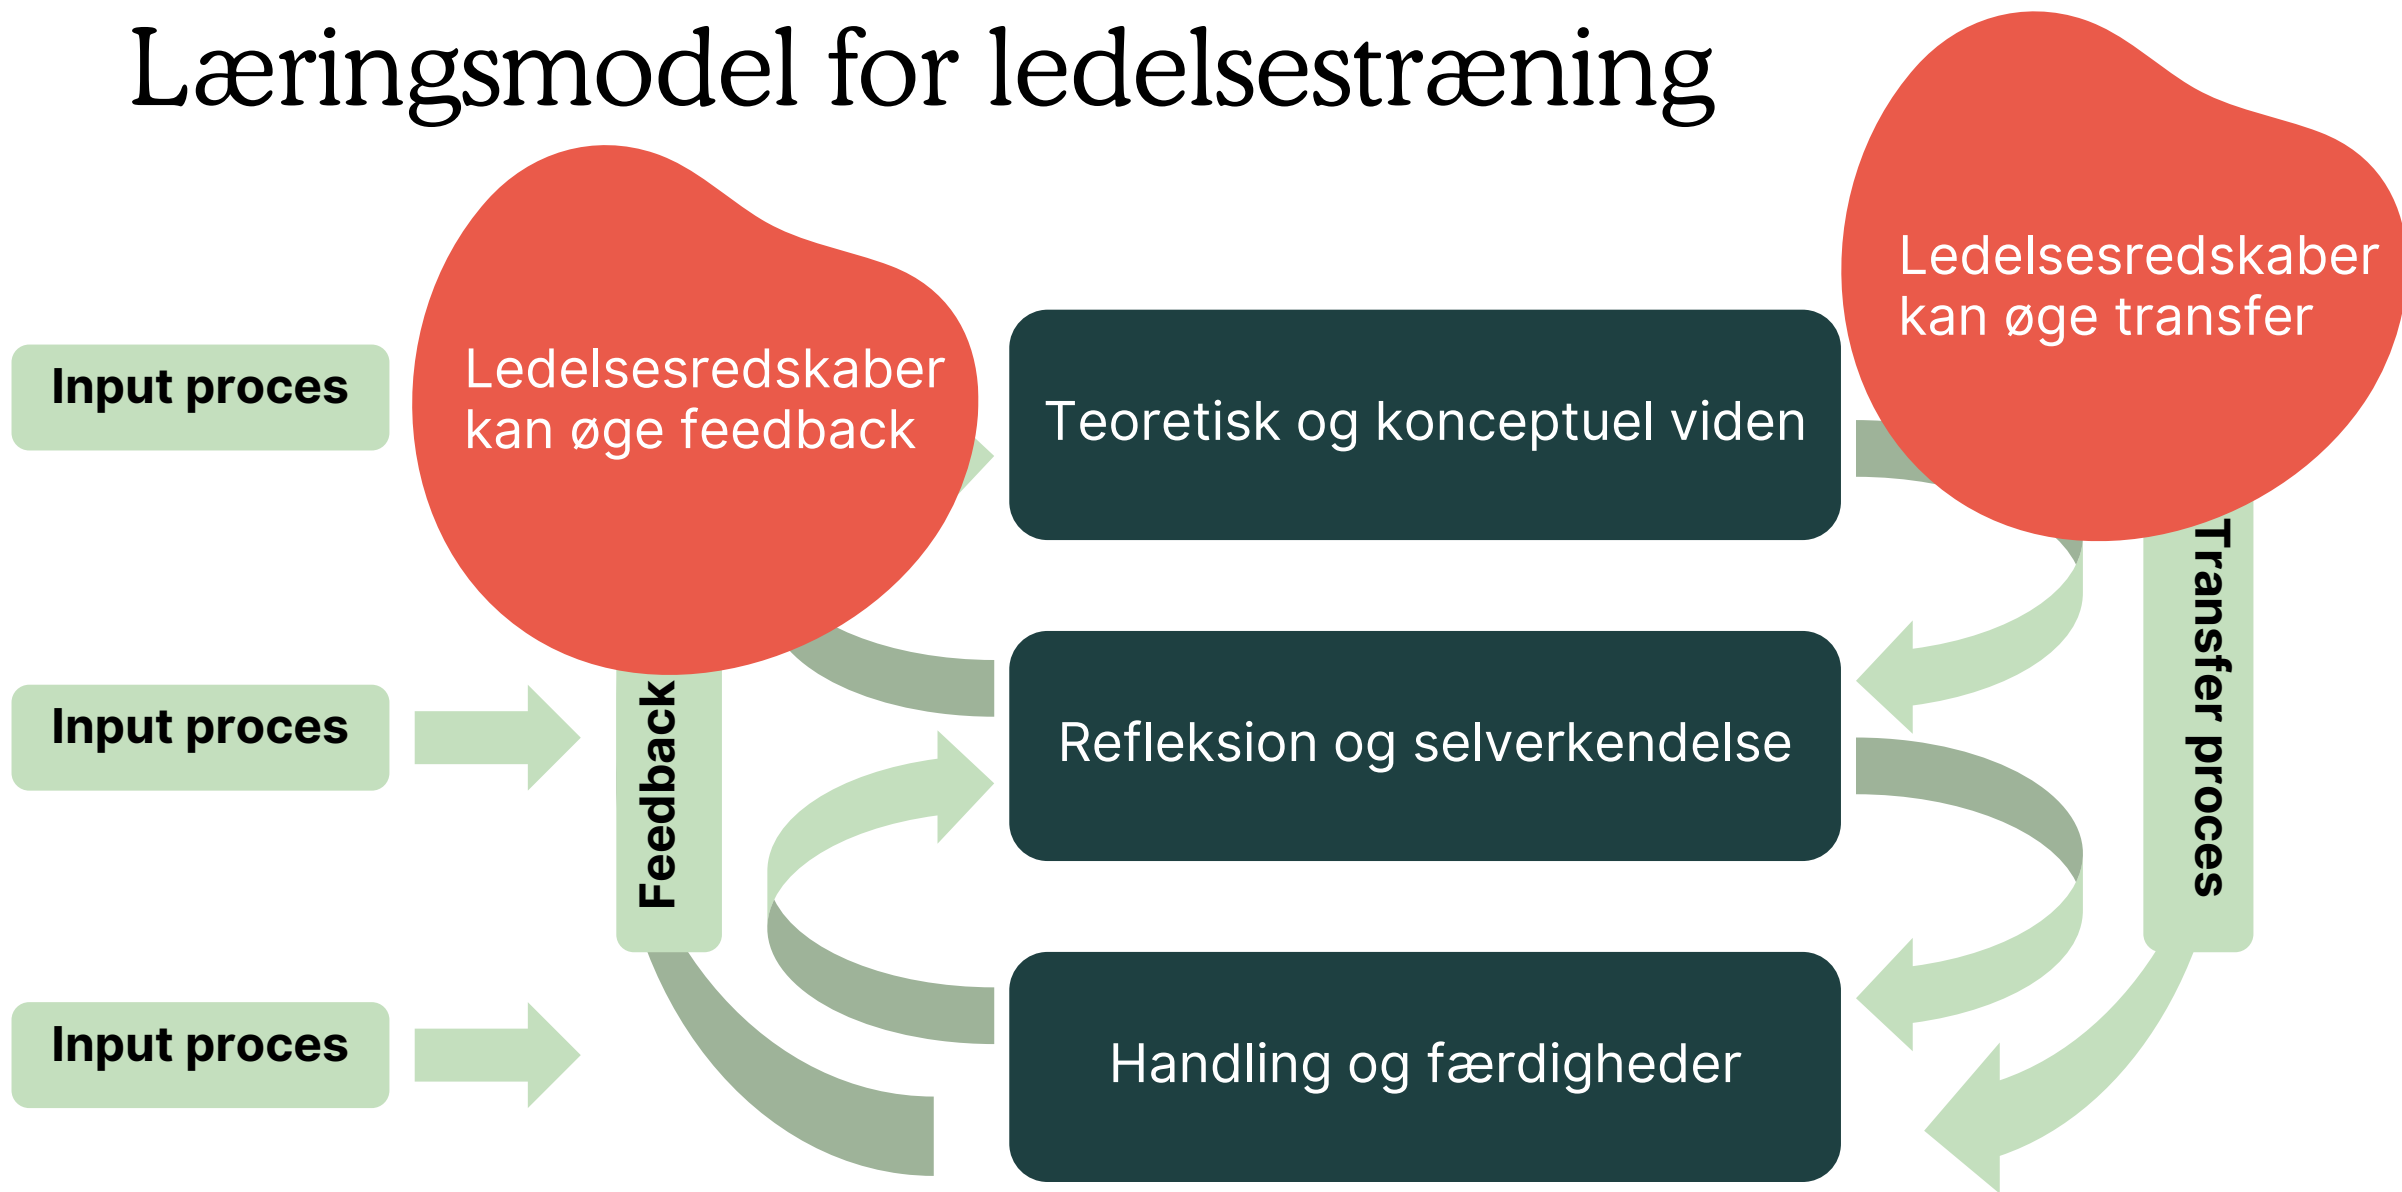 Læringsmodel for ledelsestræning
Ledelsesredskaber
kan øge transfer
Ledelsesredskaber
kan øge feedback
Input proces
Teoretisk og konceptuel viden
Input proces
Feedback
Refleksion og selverkendelse
Transfer proces
Input proces
Handling og færdigheder